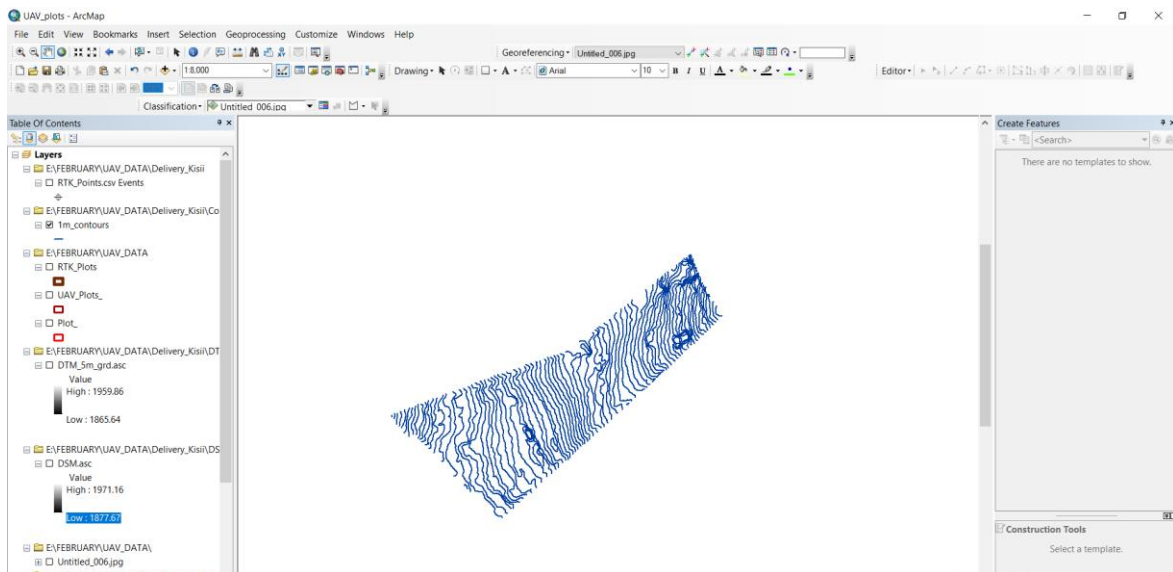 UAV_plots - ArcMap
File Edit View Bookmarks Insert Selection Geoprocessing Customize Windows Help
Georeferencing Untitled_006.jpg
1:8.000 Drawing A Arial 10 B I U A Editor
Classification Untitled_006.jpg
Table Of Contents
Create Features
<Search>
There are no templates to show.
Layers
E:\FEBRUARY\UAV_DATA\Delivery_Kisii
RTK_Points.csv Events
E:\FEBRUARY\UAV_DATA\Delivery_Kisii\Co
1m_contours
E:\FEBRUARY\UAV_DATA
RTK_Plots
UAV_Plots_
Plot_
E:\FEBRUARY\UAV_DATA\Delivery_Kisii\DT
DTM_5m_grd.asc
Value
High : 1959.86
Low : 1865.64
E:\FEBRUARY\UAV_DATA\Delivery_Kisii\DS
DSM.asc
Value
High : 1971.16
Low : 1877.67
E:\FEBRUARY\UAV_DATA\
Untitled_006.jpg
Construction Tools
Select a template.